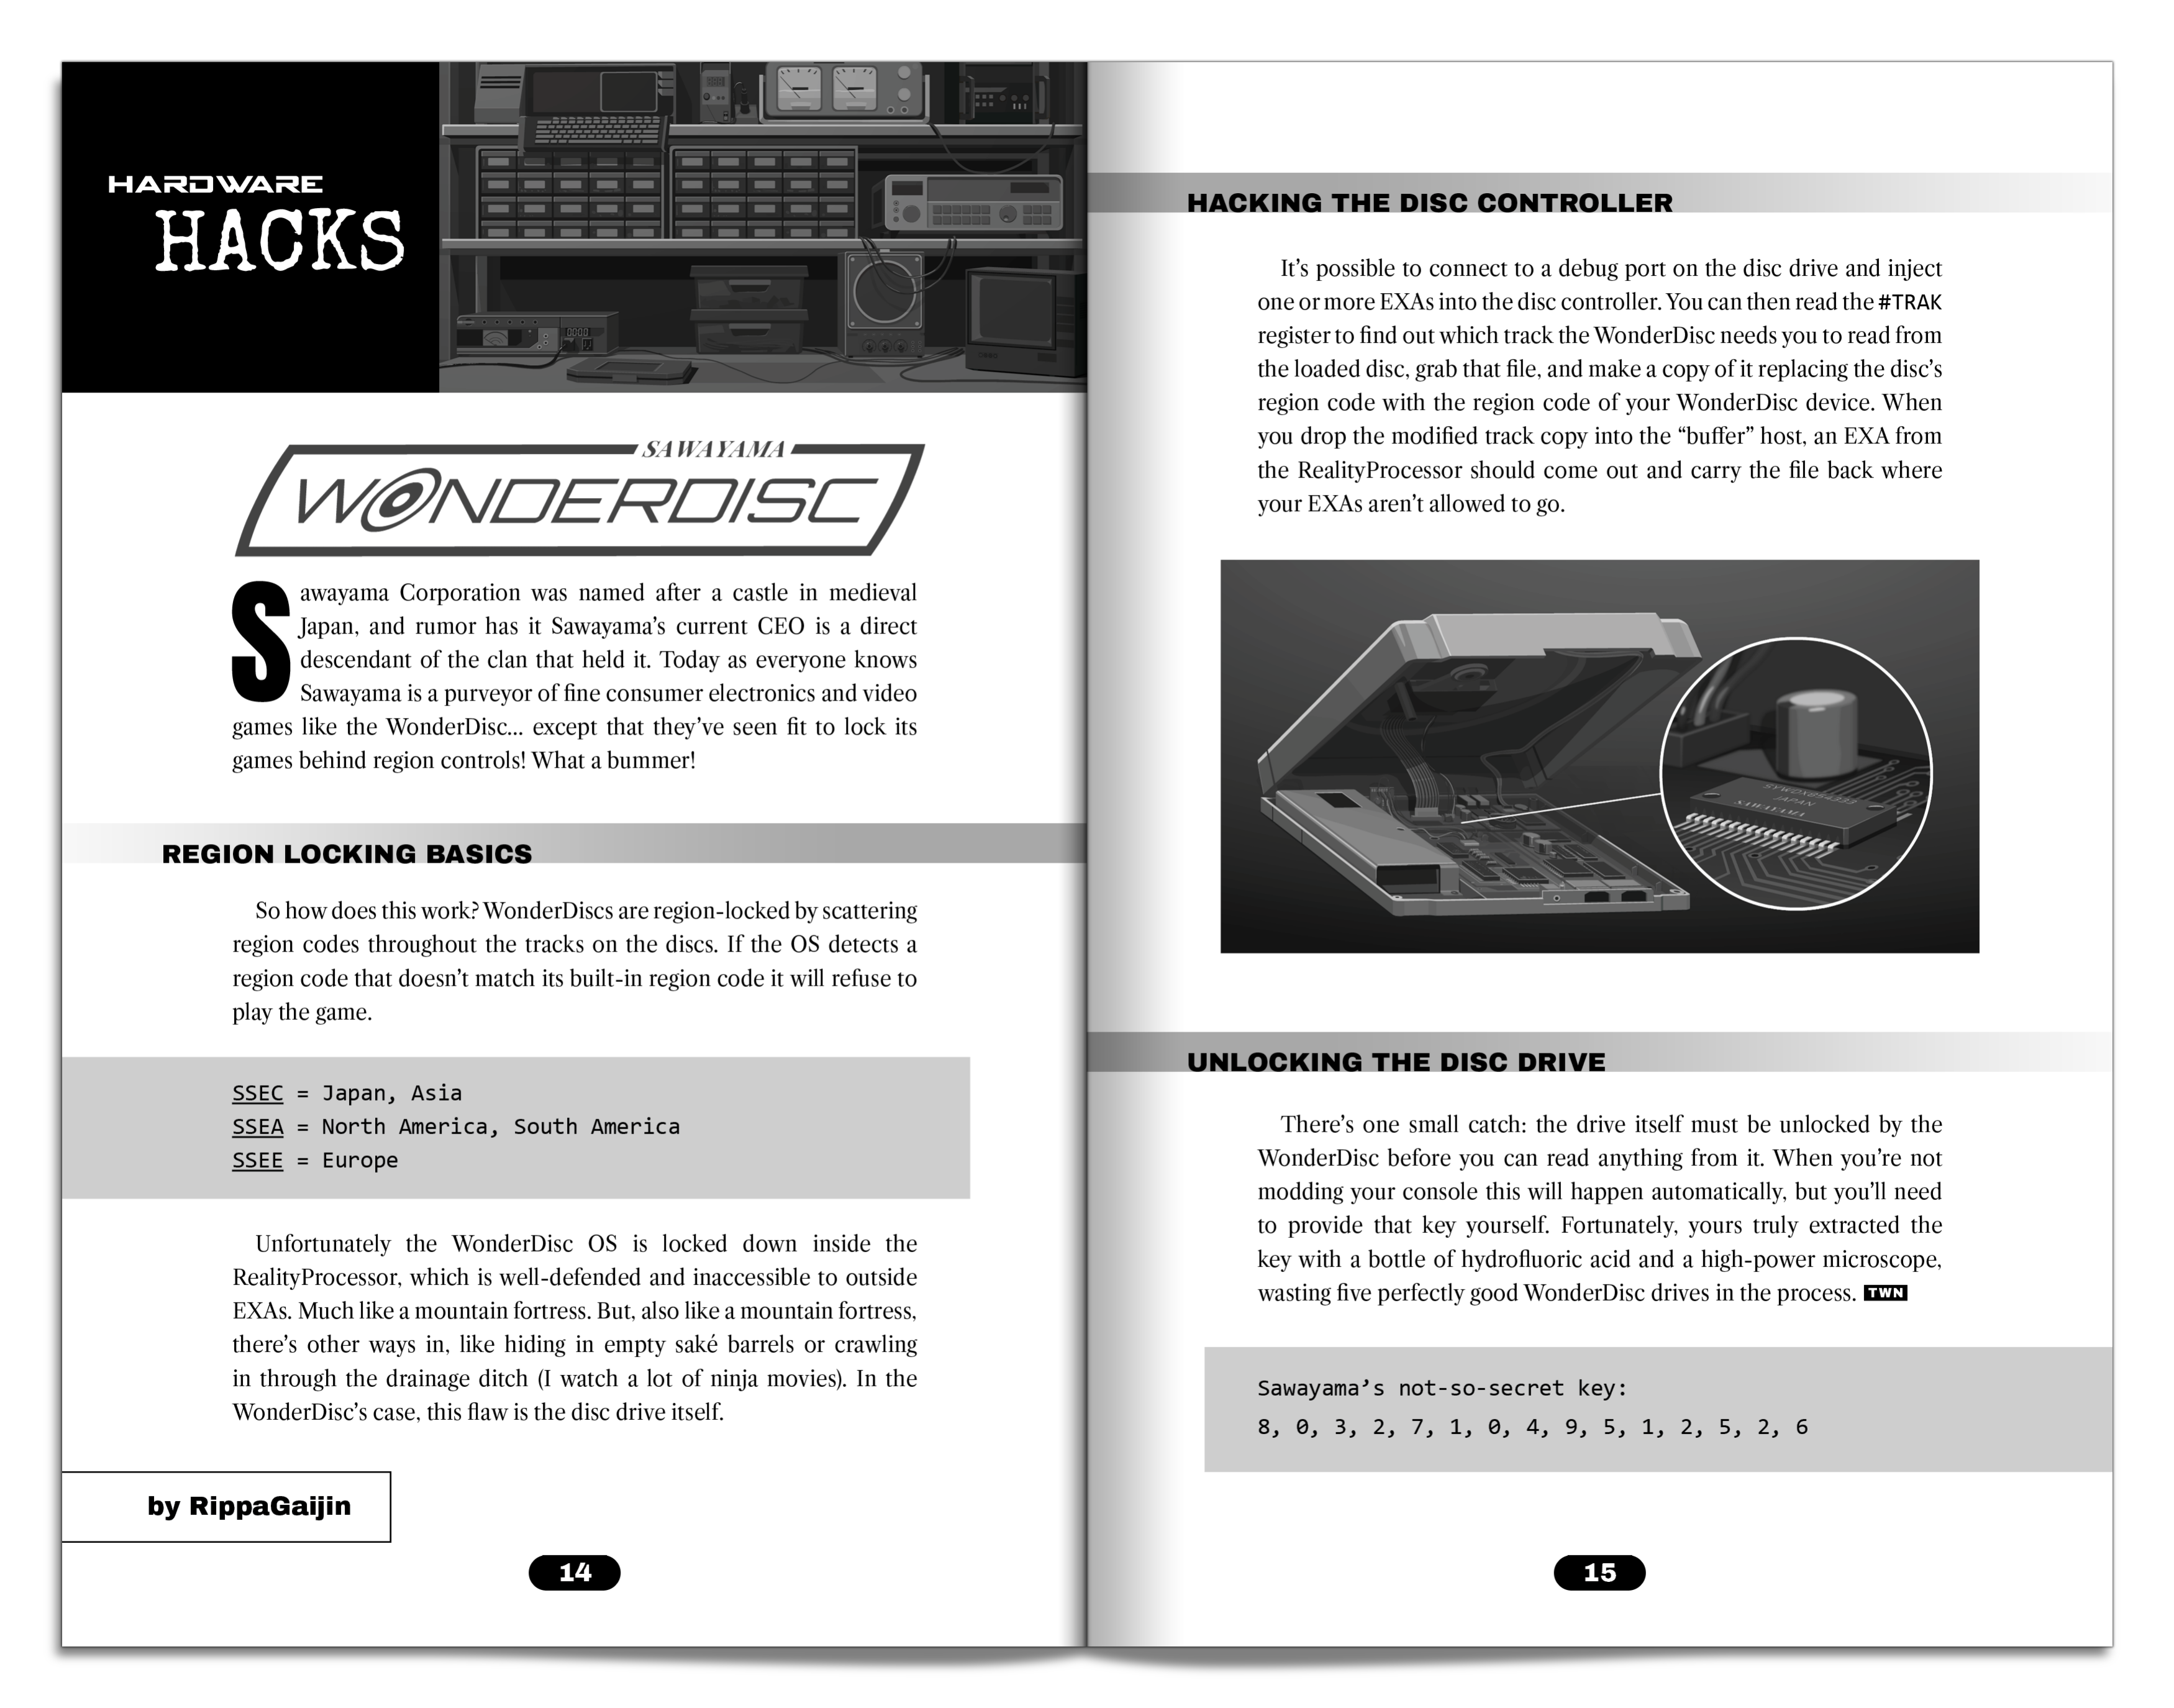 HARDWARE
HACKS
SAWAYAMA
WONDERDISC
Sawayama Corporation was named after a castle in medieval
Japan, and rumor has it Sawayama's current CEO is a direct
descendant of the clan that held it. Today as everyone knows
Sawayama is a purveyor of fine consumer electronics and video
games like the WonderDisc... except that they've seen fit to lock its
games behind region controls! What a bummer!
REGION LOCKING BASICS
So how does this work? WonderDiscs are region-locked by scattering
region codes throughout the tracks on the discs. If the OS detects a
region code that doesn't match its built-in region code it will refuse to
play the game.
SSEC = Japan, Asia
SSEA = North America, South America
SSEE = Europe
Unfortunately the WonderDisc OS is locked down inside the
RealityProcessor, which is well-defended and inaccessible to outside
EXAs. Much like a mountain fortress. But, also like a mountain fortress,
there's other ways in, like hiding in empty saké barrels or crawling
in through the drainage ditch (I watch a lot of ninja movies). In the
WonderDisc's case, this flaw is the disc drive itself.
by RippaGaijin
14
HACKING THE DISC CONTROLLER
It's possible to connect to a debug port on the disc drive and inject
one or more EXAs into the disc controller. You can then read the #TRAK
register to find out which track the WonderDisc needs you to read from
the loaded disc, grab that file, and make a copy of it replacing the disc's
region code with the region code of your WonderDisc device. When
you drop the modified track copy into the “buffer” host, an EXA from
the RealityProcessor should come out and carry the file back where
your EXAs aren't allowed to go.
JAPAN
SAWAYAMA
UNLOCKING THE DISC DRIVE
There's one small catch: the drive itself must be unlocked by the
WonderDisc before you can read anything from it. When you're not
modding your console this will happen automatically, but you'll need
to provide that key yourself. Fortunately, yours truly extracted the
key with a bottle of hydrofluoric acid and a high-power microscope,
wasting five perfectly good WonderDisc drives in the process. TWN
Sawayama's not-so-secret key:
8, 0, 3, 2, 7, 1, 0, 4, 9, 5, 1, 2, 5, 2, 6
15